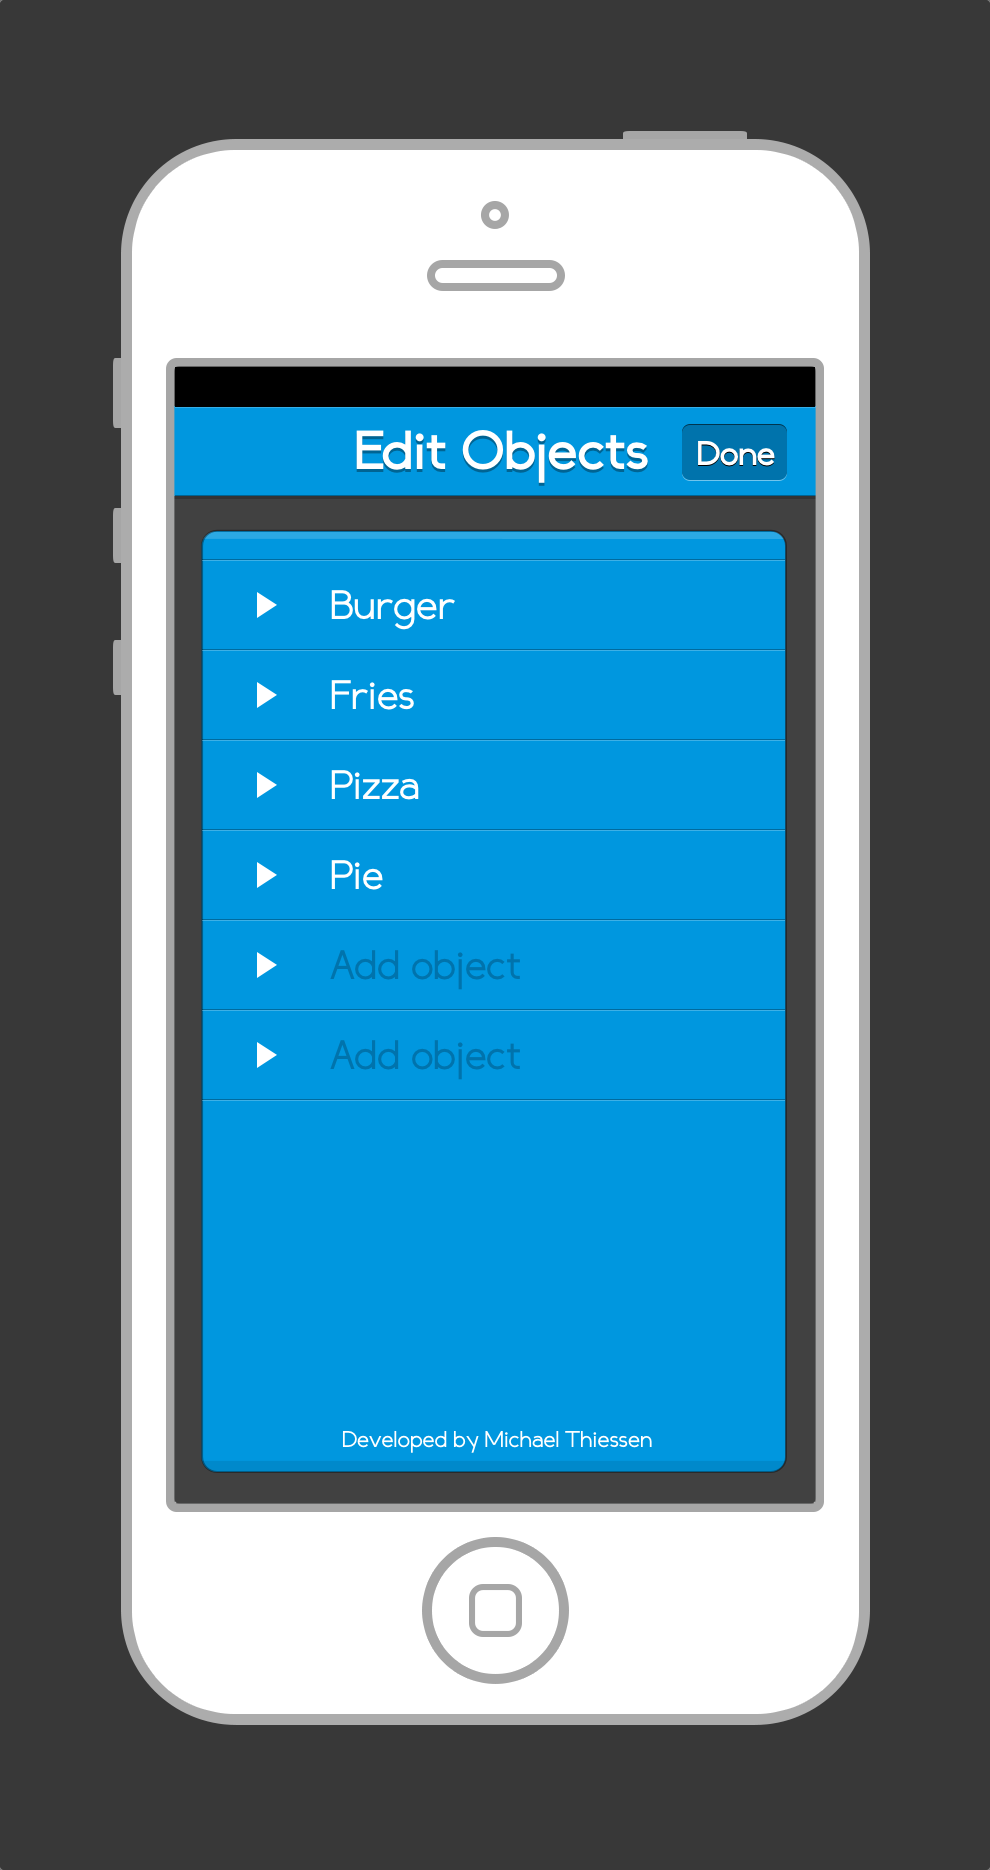 Edit Objects
Done
Burger
Fries
Pizza
Pie
Add object
Add object
Developed by Michael Thiessen